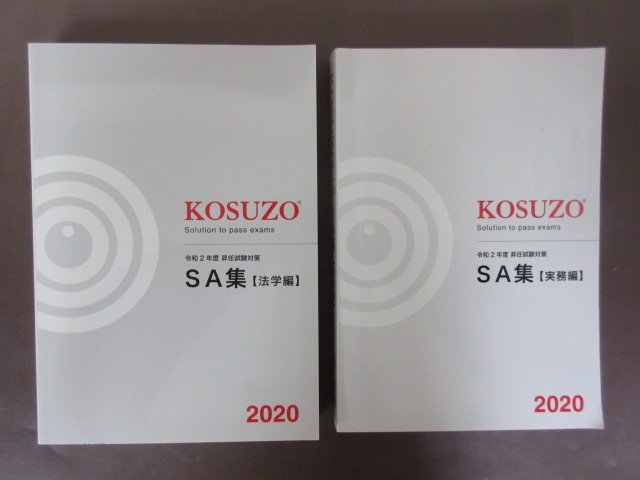 KOSUZO®
Solution to pass exams
令和2年度 昇任試験対策
SA集【法学編】
2020
KOSUZO®
Solution to pass exams
令和2年度 昇任試験対策
SA集【実務編】
2020